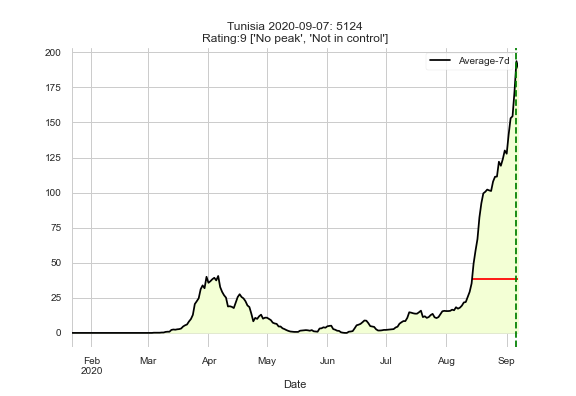 Tunisia 2020-09-07: 5124
Rating:9 ['No peak', 'Not in control']
Average-7d
200
175
150
125
100
75
50
25
0
Feb Mar Apr May Jun Jul Aug Sep
2020
Date